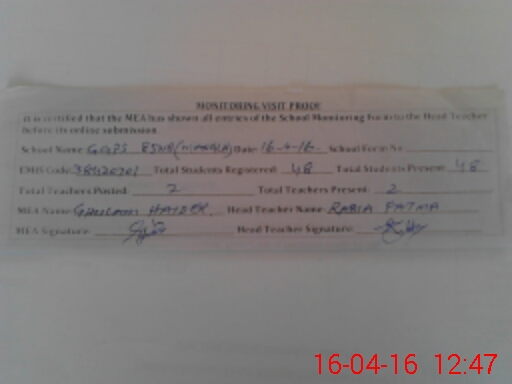 MONITORING VISIT PROOF
It is certified that the MEA has shown all entries of the School Monitoring Form to the Head Teacher
before its online submission
School Name GGPS 85NB Date 16-4-16 School Form No
EMIS Code: Total Students Registered: 48 Total Students Present: 48
Total Teachers Posted: 2 Total Teachers Present: 2
MEA Name: GHULAM HAIDER Head Teacher Name: RABIA FATMA
MEA Signature: Head Teacher Signature:
16-04-16 12:47